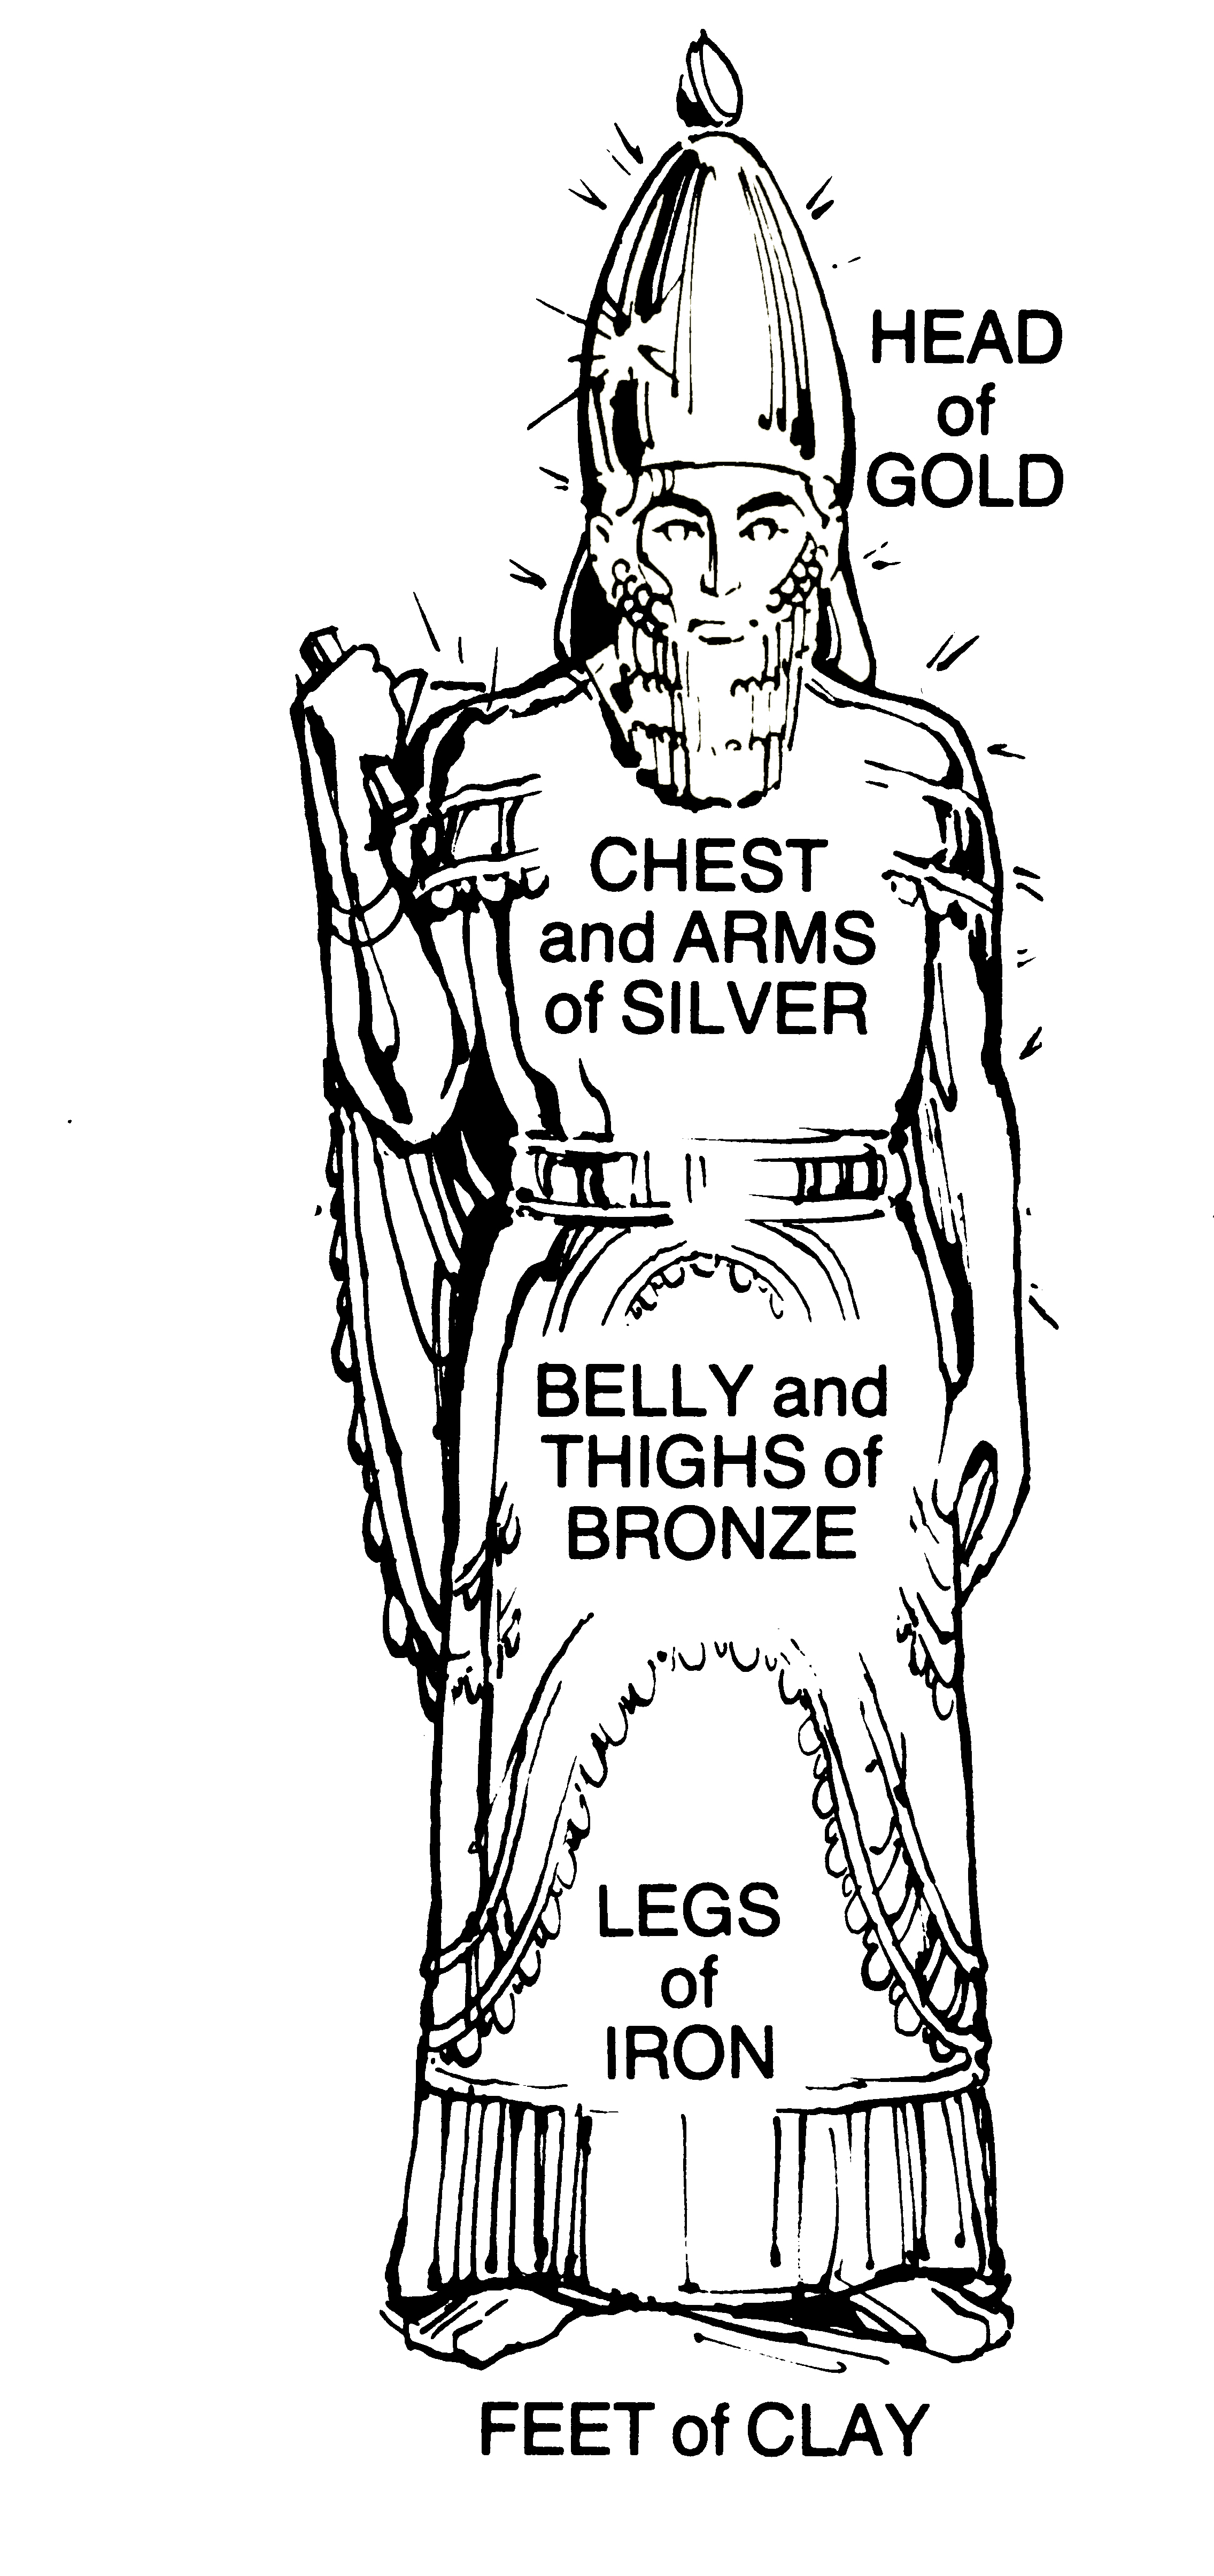 HEAD
of
GOLD
CHEST
and ARMS
of SILVER
BELLY and
THIGHS of
BRONZE
LEGS
of
IRON
FEET of CLAY